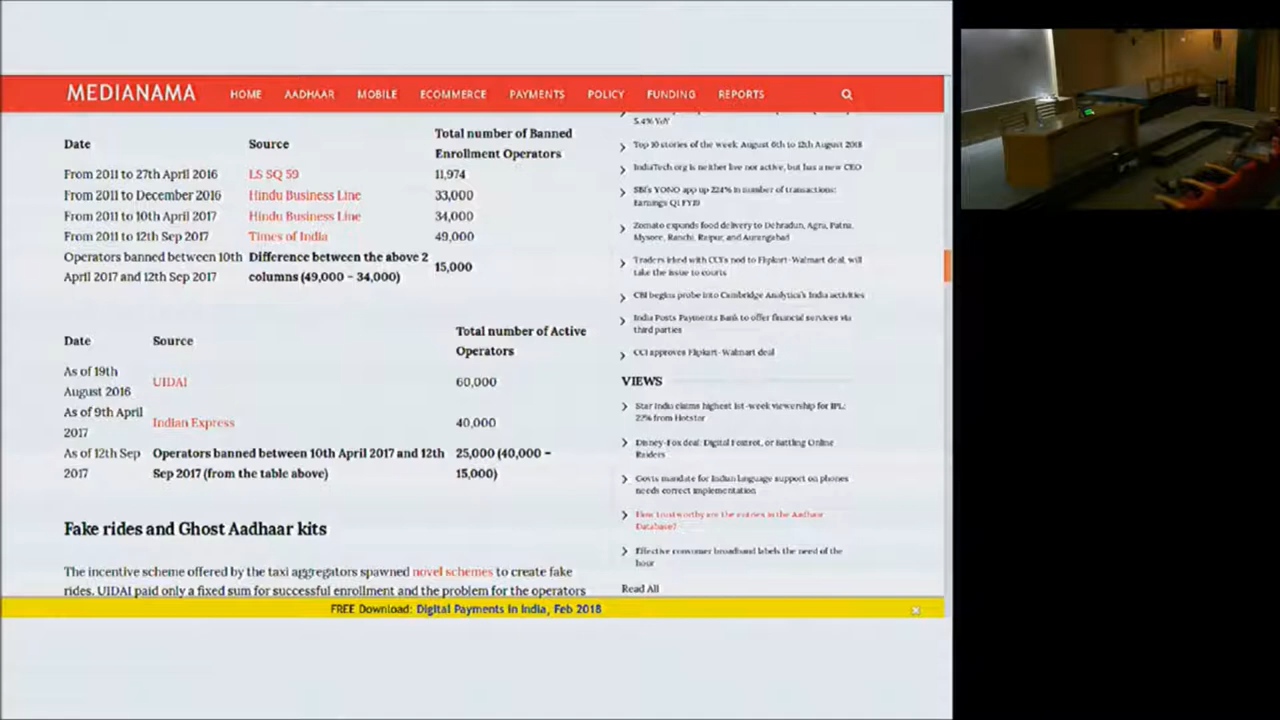 MEDIANAMA HOME AADHAAR MOBILE ECOMMERCE PAYMENTS POLICY FUNDING REPORTS
Date Source Total number of Banned
Enrollment Operators
From 2011 to 27th April 2016 LS SQ 59 11,974
From 2011 to December 2016 Hindu Business Line 33,000
From 2011 to 10th April 2017 Hindu Business Line 34,000
From 2011 to 12th Sep 2017 Times of India 49,000
Operators banned between 10th Difference between the above 2 15,000
April 2017 and 12th Sep 2017 columns (49,000 – 34,000)
Date Source Total number of Active
Operators
As of 19th
August 2016 UIDAI 60,000
As of 9th April
2017 Indian Express 40,000
As of 12th Sep Operators banned between 10th April 2017 and 12th 25,000 (40,000 –
2017 Sep 2017 (from the table above) 15,000)
Fake rides and Ghost Aadhaar kits
The incentive scheme offered by the taxi aggregators spawned novel schemes to create fake
rides. UIDAI paid only a fixed sum for successful enrollment and the problem for the operators
5.4% YoY
Top 10 stories of the week: August 6th to 12th August 2018
IndiaTech.org is neither live nor active, but has a new CEO
SBI's YONO app up 224% in number of transactions:
Earnings Q1 FY19
Zomato expands food delivery to Dehradun, Agra, Patna,
Mysore, Ranchi, Raipur, and Aurangabad
Traders irked with CCI's nod to Flipkart-Walmart deal, will
take the issue to courts
CBI begins probe into Cambridge Analytica's India activities
India Posts Payments Bank to offer financial services via
third parties
CCI approves Flipkart-Walmart deal
VIEWS
Star India claims highest 1st-week viewership for IPL;
22% from Hotstar
Disney-Fox deal: Digital Foxtrot, or Battling Online
Raiders
Govts mandate for Indian language support on phones
needs correct implementation
How trustworthy are the entries in the Aadhaar
Database?
Effective consumer broadband labels the need of the
hour
Read All
FREE Download: Digital Payments in India, Feb 2018